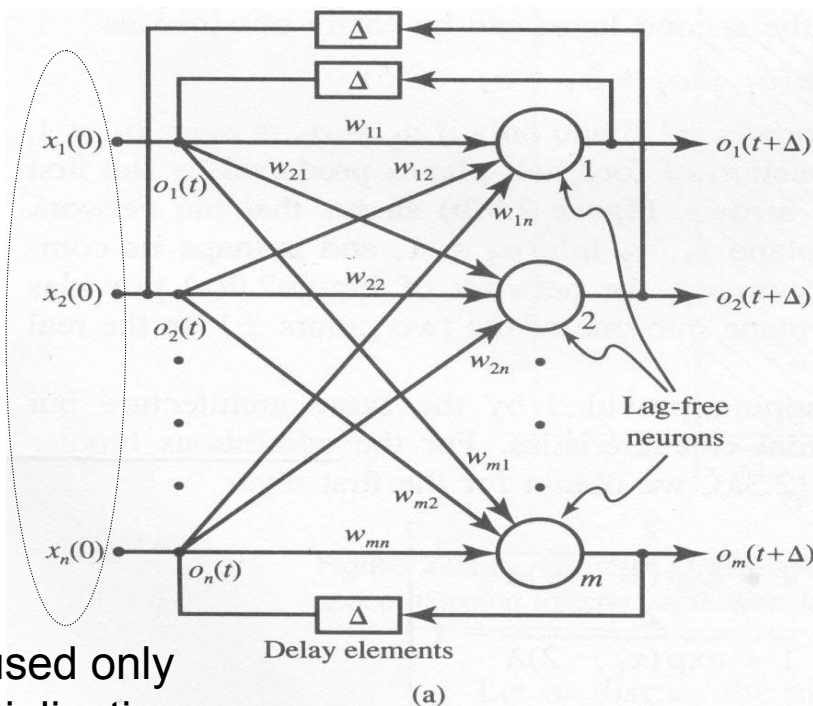 Δ
Δ
w₁₁
x₁(0)
1
o₁(t+Δ)
o₁(t)
w₂₁
w₁₂
w₁ₙ
w₂₂
x₂(0)
2
o₂(t+Δ)
o₂(t)
w₂ₙ
Lag-free
neurons
wₘ₁
wₘ₂
wₘₙ
xₙ(0)
m
oₘ(t+Δ)
oₙ(t)
Δ
Delay elements
used only
(a)